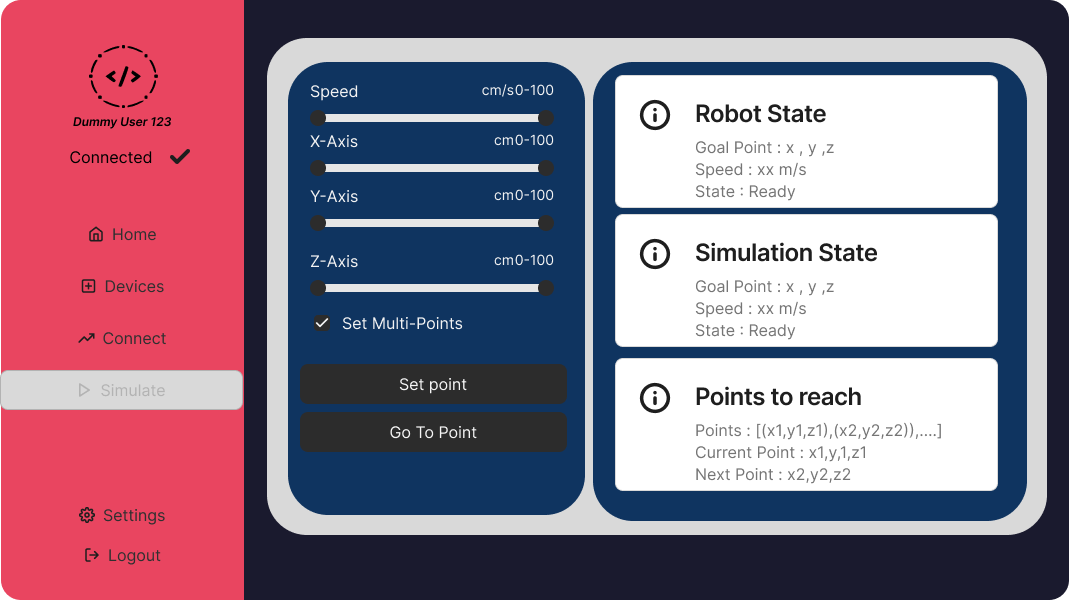 </>
Dummy User 123
Connected
Home
Devices
Connect
Simulate
Settings
Logout
Speed cm/s0-100
X-Axis cm0-100
Y-Axis cm0-100
Z-Axis cm0-100
Set Multi-Points
Set point
Go To Point
Robot State
Goal Point : x , y ,z
Speed : xx m/s
State : Ready
Simulation State
Goal Point : x , y ,z
Speed : xx m/s
State : Ready
Points to reach
Points : [(x1,y1,z1),(x2,y2,z2)),....]
Current Point : x1,y,1,z1
Next Point : x2,y2,z2